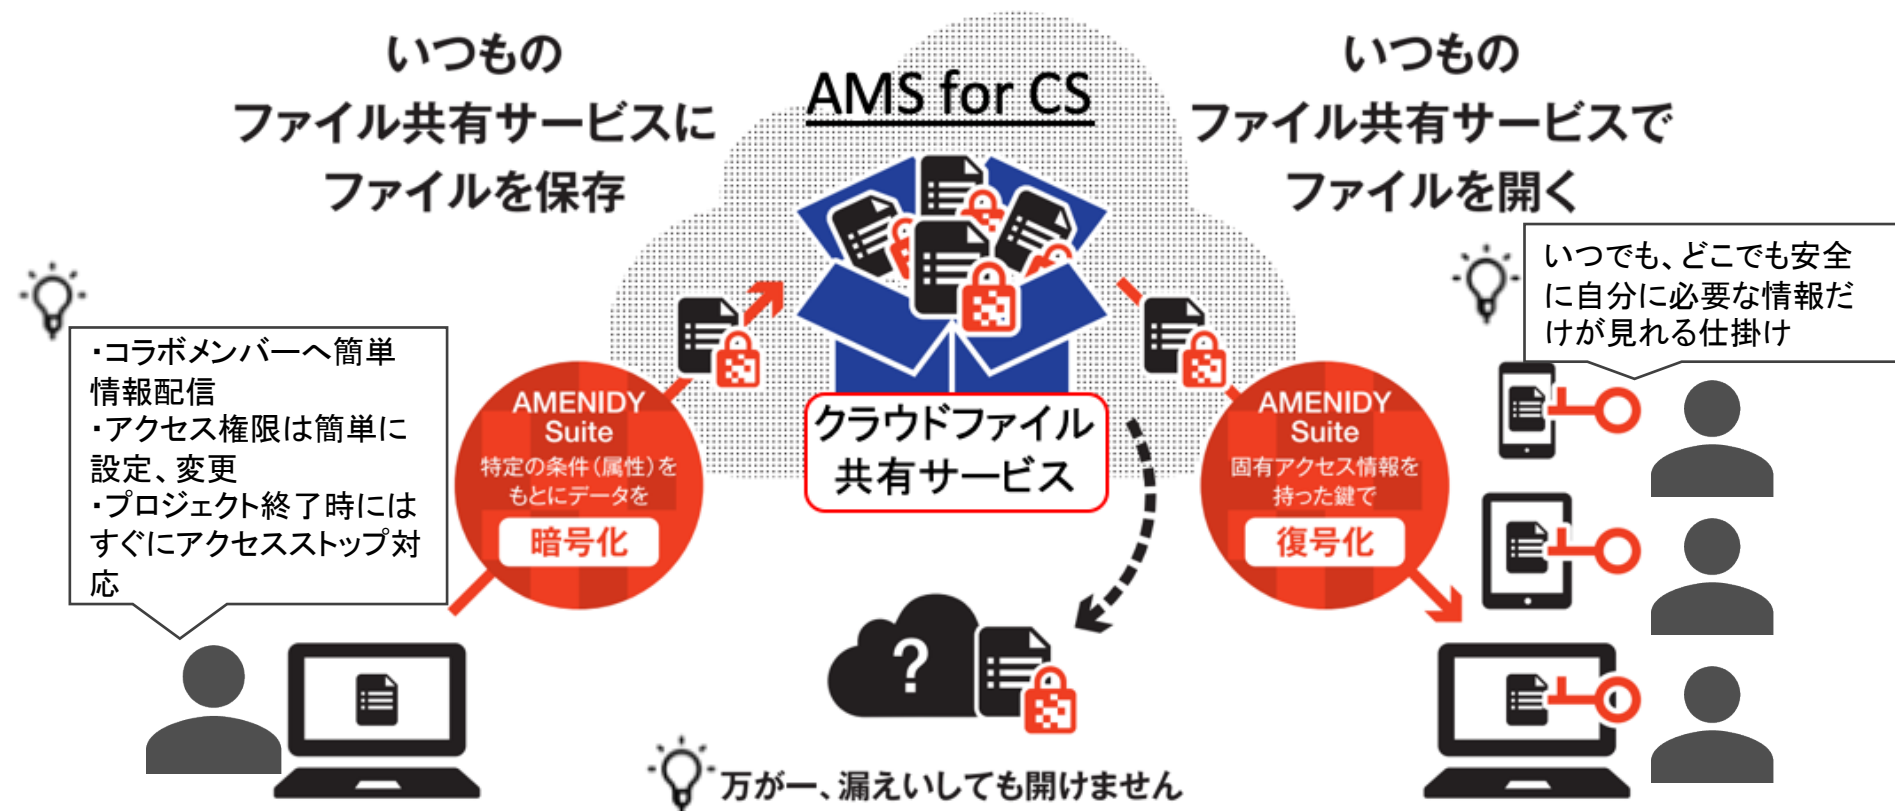 いつもの
ファイル共有サービスに
ファイルを保存
AMS for CS
いつもの
ファイル共有サービスで
ファイルを開く
・コラボメンバーへ簡単
情報配信
・アクセス権限は簡単に
設定、変更
・プロジェクト終了時には
すぐにアクセスストップ対
応
AMENIDY
Suite
特定の条件(属性)を
もとにデータを
暗号化
クラウドファイル
共有サービス
AMENIDY
Suite
固有アクセス情報を
持った鍵で
復号化
いつでも、どこでも安全
に自分に必要な情報だ
けが見れる仕掛け
?
万が一、漏えいしても開けません